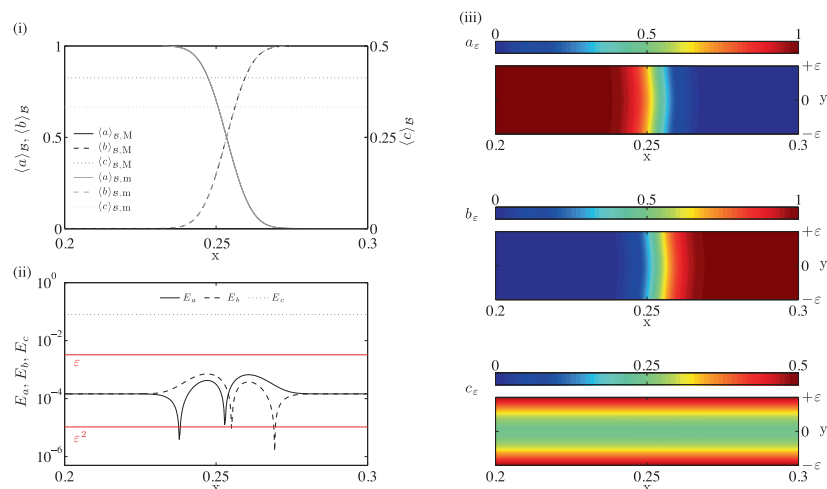 (i)
1
0.5
0
0.5
0.25
0
⟨a⟩_B, ⟨b⟩_B
⟨c⟩_B
⟨a⟩_B,M
⟨b⟩_B,M
⟨c⟩_B,M
⟨a⟩_B,m
⟨b⟩_B,m
⟨c⟩_B,m
0.2 0.25 0.3
x
(ii)
10^0
10^-2
10^-4
10^-6
E_a, E_b, E_c
E_a E_b E_c
ε
ε^2
0.2 0.25 0.3
x
(iii)
a_ε 0 0.5 1
+ε
0 y
−ε
0.2 0.25 0.3
x
b_ε 0 0.5 1
+ε
0 y
−ε
0.2 0.25 0.3
x
c_ε 0 0.25 0.5
+ε
0 y
−ε
0.2 0.25 0.3
x